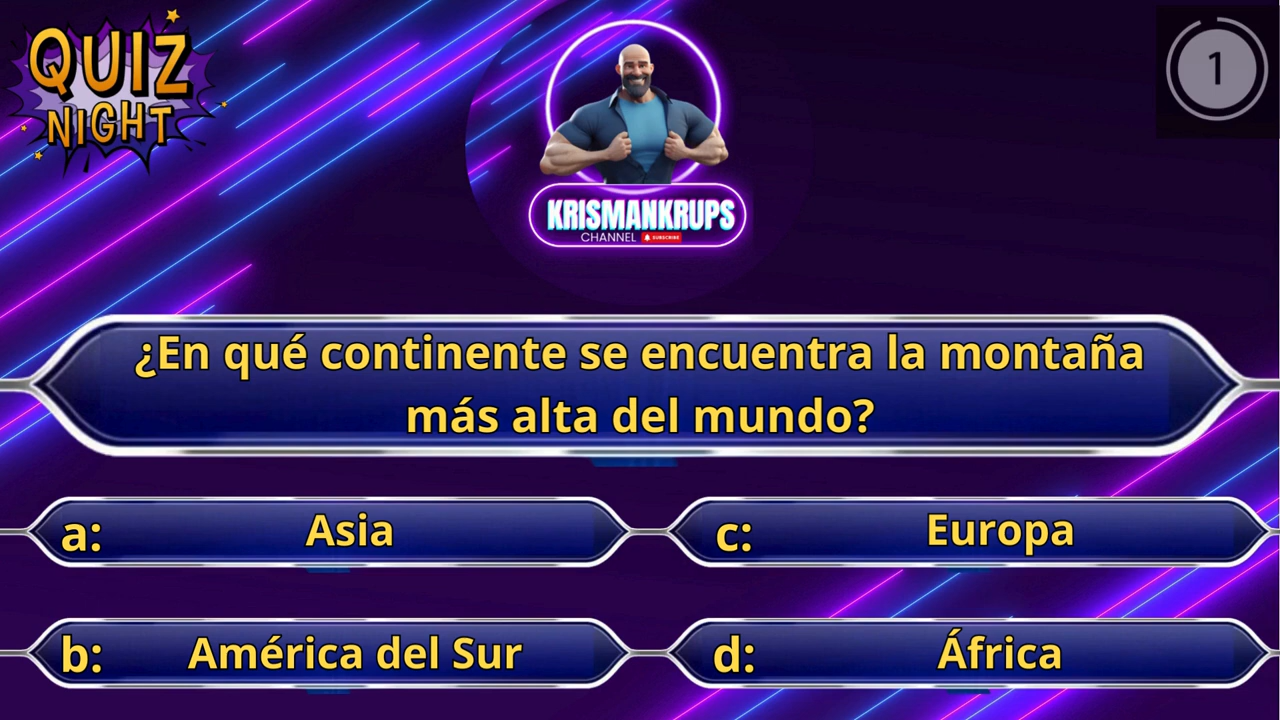 QUIZ
NIGHT
1
KRISMANKRUPS
CHANNEL SUBSCRIBE
¿En qué continente se encuentra la montaña
más alta del mundo?
a: Asia
c: Europa
b: América del Sur
d: África